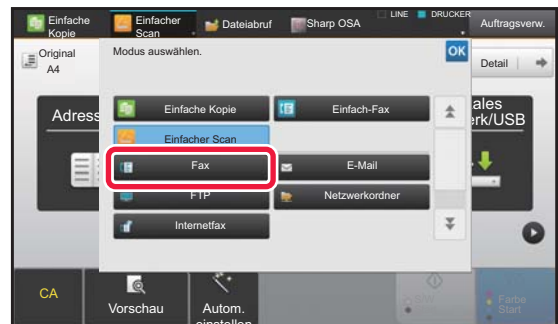 Einfache
Kopie
Einfacher
Scan
Dateiabruf
Sharp OSA
LINE
DRUCKER
Auftragsverw.
Original
A4
Modus auswählen.
OK
Detail
Adress
Einfache Kopie
Einfach-Fax
ales
erk/USB
Einfacher Scan
Fax
E-Mail
FTP
Netzwerkordner
Internetfax
CA
Vorschau
Autom.
einstellen
Farbe
Start